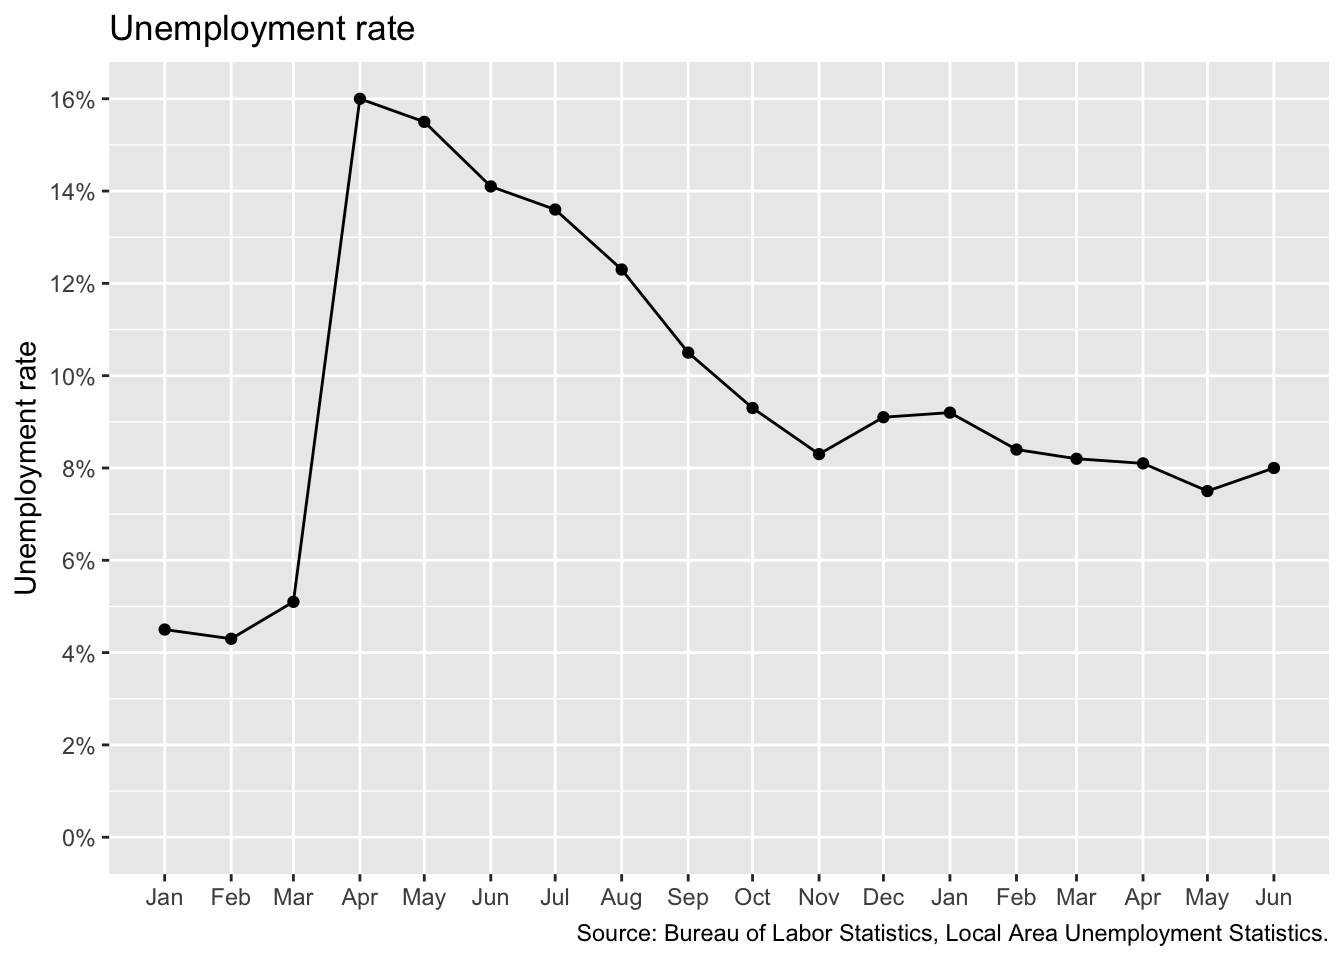 Unemployment rate
Unemployment rate
16%
14%
12%
10%
8%
6%
4%
2%
0%
Jan Feb Mar Apr May Jun Jul Aug Sep Oct Nov Dec Jan Feb Mar Apr May Jun
Source: Bureau of Labor Statistics, Local Area Unemployment Statistics.